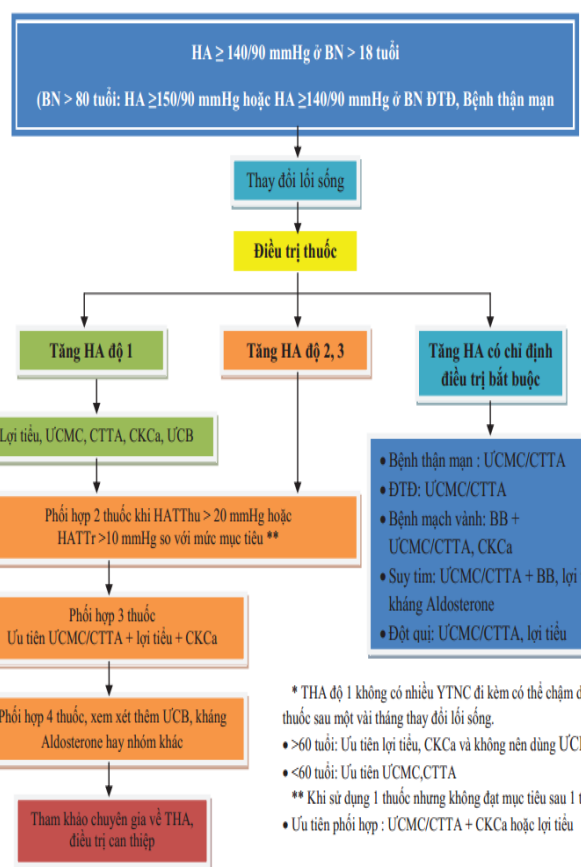 HA ≥ 140/90 mmHg ở BN > 18 tuổi
(BN > 80 tuổi: HA ≥150/90 mmHg hoặc HA ≥140/90 mmHg ở BN ĐTĐ, Bệnh thận mạn
Thay đổi lối sống
Điều trị thuốc
Tăng HA độ 1
Tăng HA độ 2, 3
Tăng HA có chỉ định
điều trị bắt buộc
Lợi tiểu, ƯCMC, CTTA, CKCa, ƯCB
Phối hợp 2 thuốc khi HATThu > 20 mmHg hoặc
HATTr >10 mmHg so với mức mục tiêu **
Phối hợp 3 thuốc
Ưu tiên ƯCMC/CTTA + lợi tiểu + CKCa
Phối hợp 4 thuốc, xem xét thêm ƯCB, kháng
Aldosterone hay nhóm khác
Tham khảo chuyên gia về THA,
điều trị can thiệp
• Bệnh thận mạn : ƯCMC/CTTA
• ĐTĐ: ƯCMC/CTTA
• Bệnh mạch vành: BB +
ƯCMC/CTTA, CKCa
• Suy tim: ƯCMC/CTTA + BB, lợi
kháng Aldosterone
• Đột quị: ƯCMC/CTTA, lợi tiểu
* THA độ 1 không có nhiều YTNC đi kèm có thể chậm
thuốc sau một vài tháng thay đổi lối sống.
• >60 tuổi: Ưu tiên lợi tiểu, CKCa và không nên dùng
• <60 tuổi: Ưu tiên ƯCMC,CTTA
** Khi sử dụng 1 thuốc nhưng không đạt mục tiêu sau 1
• Ưu tiên phối hợp : ƯCMC/CTTA + CKCa hoặc lợi tiểu